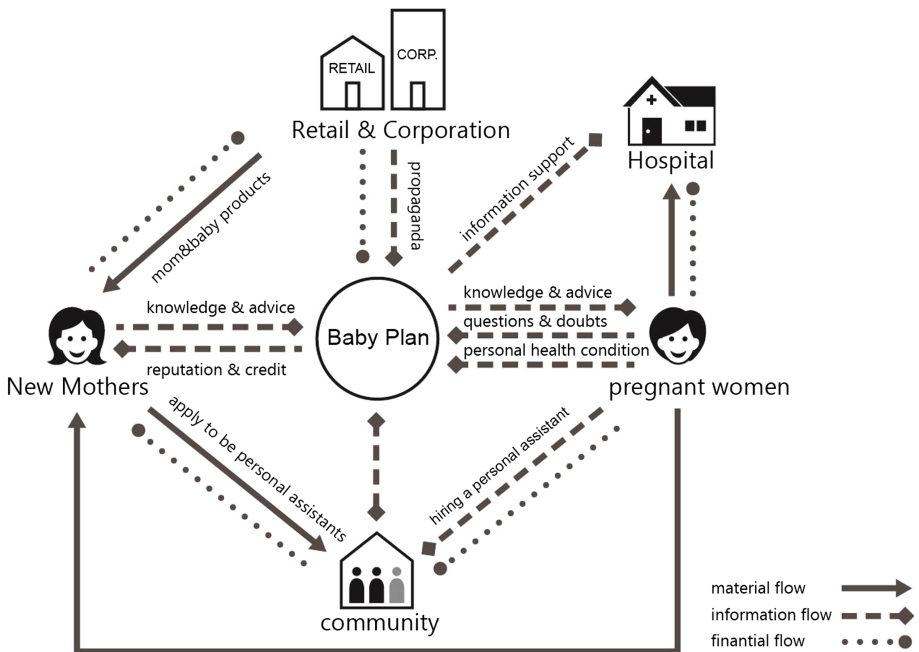 RETAIL
CORP.
Retail & Corporation
Hospital
propaganda
information support
mom&baby products
knowledge & advice
reputation & credit
Baby Plan
knowledge & advice
questions & doubts
personal health condition
New Mothers
pregnant women
apply to be personal assistants
hiring a personal assistant
community
material flow
information flow
finantial flow